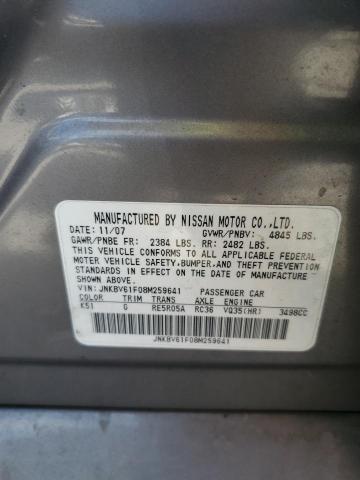 MANUFACTURED BY NISSAN MOTOR CO.,LTD.
DATE: 11/07 GVWR/PNBV: 4845 LBS.
GAWR/PNBE FR: 2384 LBS. RR: 2482 LBS.
THIS VEHICLE CONFORMS TO ALL APPLICABLE FEDERAL
MOTOR VEHICLE SAFETY, BUMPER, AND THEFT PREVENTION
STANDARDS IN EFFECT ON THE DATE OF MANUFACTURE
SHOWN ABOVE.
VIN: JNKBV61F08M259641 PASSENGER CAR
COLOR TRIM TRANS AXLE ENGINE
K51 G RE5R05A RC36 VQ35(HR) 3498CC
JNKBV61F08M259641